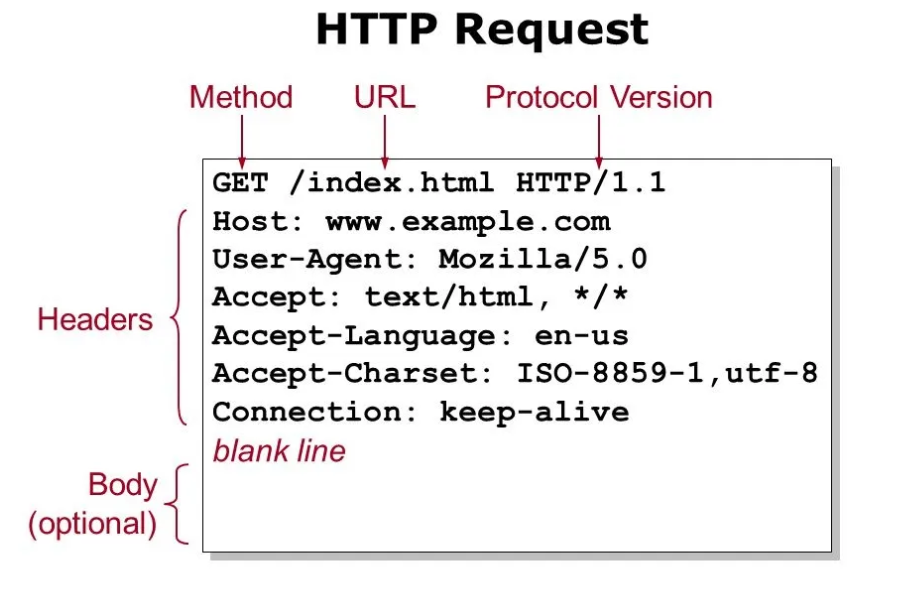 HTTP Request
Method URL Protocol Version
GET /index.html HTTP/1.1
Host: www.example.com
User-Agent: Mozilla/5.0
Accept: text/html, */*
Headers
Accept-Language: en-us
Accept-Charset: ISO-8859-1,utf-8
Connection: keep-alive
blank line
Body
(optional)